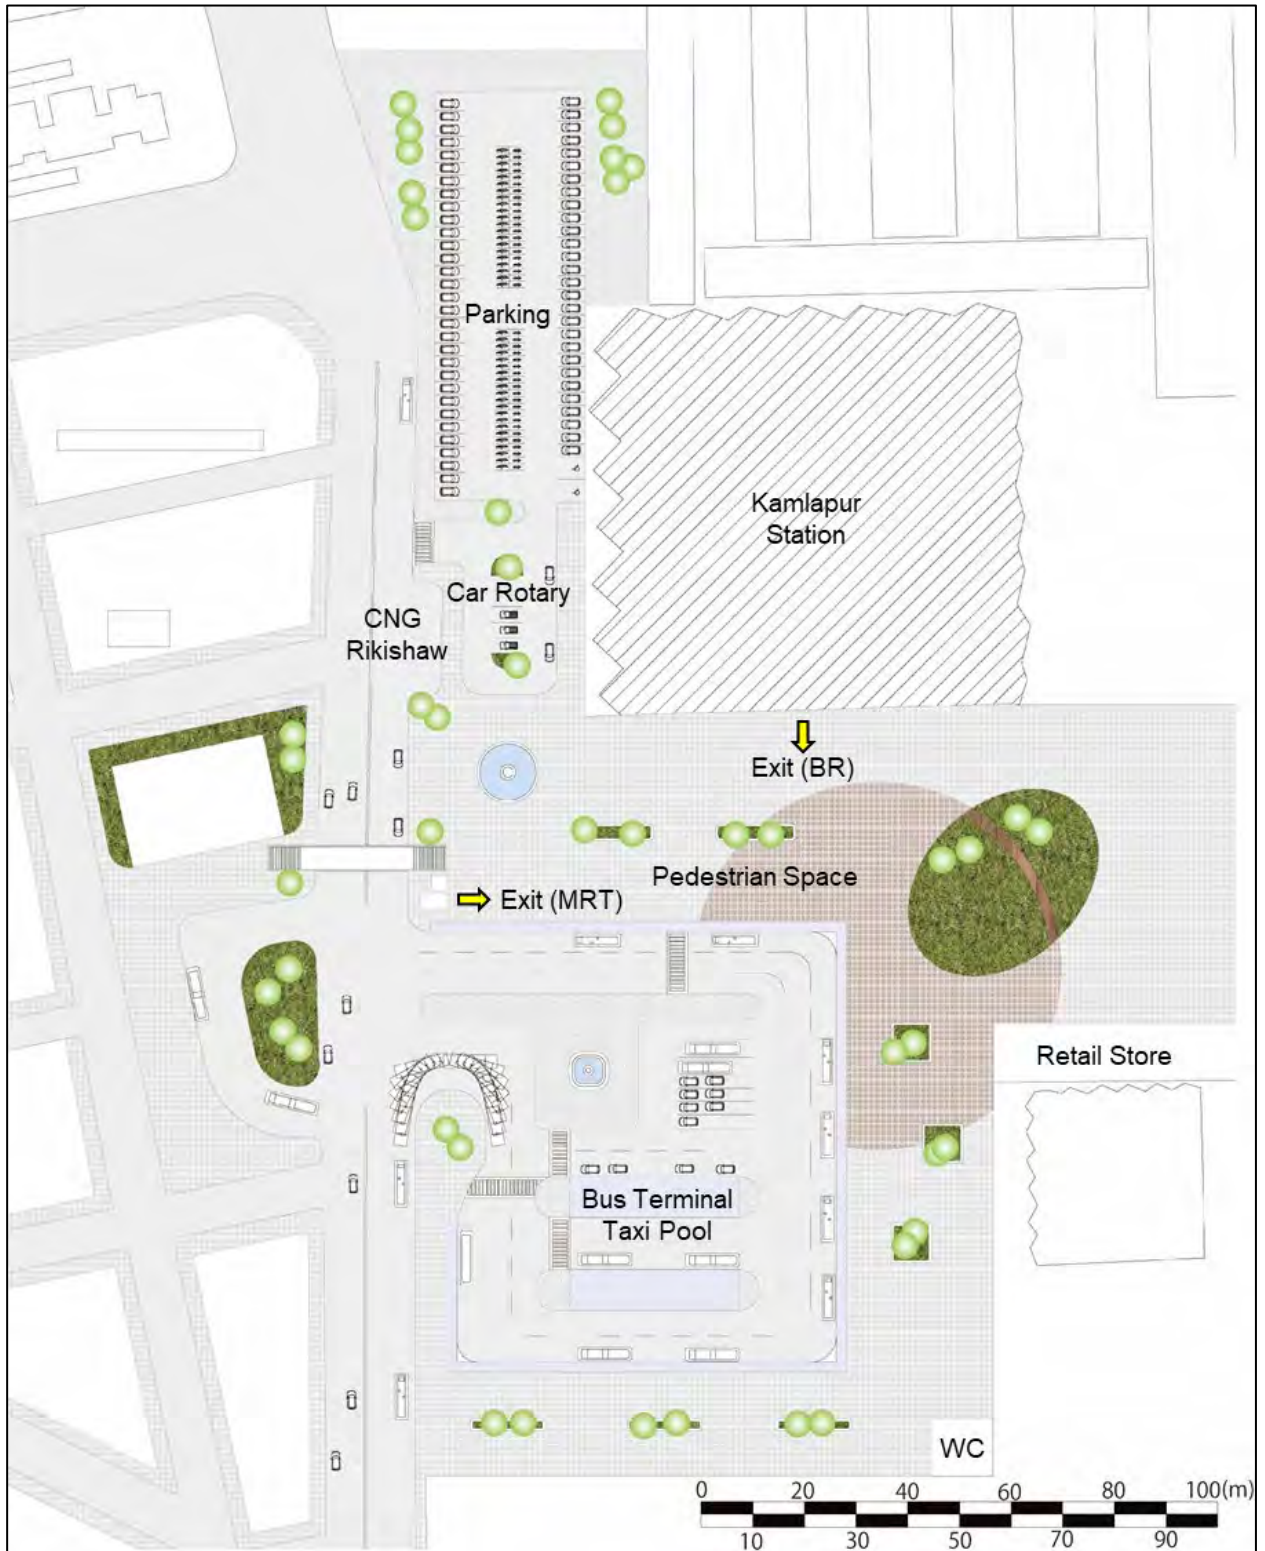 Parking
Kamlapur
Station
Car Rotary
CNG
Rikishaw
Exit (BR)
Pedestrian Space
Exit (MRT)
Retail Store
Bus Terminal
Taxi Pool
WC
0 20 40 60 80 100(m)
10 30 50 70 90